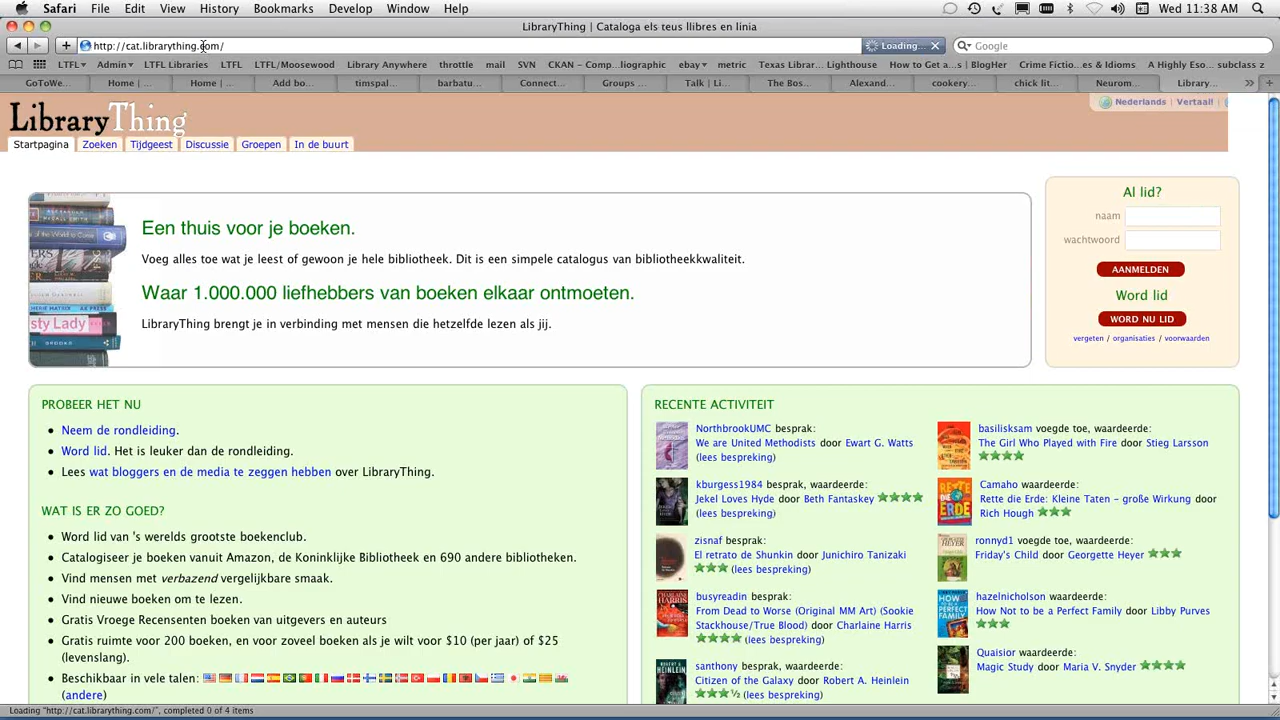 Safari File Edit View History Bookmarks Develop Window Help Wed 11:38 AM
LibraryThing | Cataloga els teus llibres en línia
http://cat.librarything.com/ Loading... Google
LTFL Admin LTFL Libraries LTFL LTFL/Moosewood Library Anywhere throttle mail SVN CKAN - Comp...liographic ebay metric Texas Librar... Lighthouse How to Get a...s | BlogHer Crime Fictio...es & Idioms A Highly Eso... subclass z
GoToWe... Home |... Home |... Add bo... timspal... barbatu... Connect... Groups ... Talk | Li... The Bos... Alexand... cookery... chick lit... Neurom... Library...
LibraryThing
Nederlands | Vertaal! |
Startpagina Zoeken Tijdgeest Discussie Groepen In de buurt
Een thuis voor je boeken.
Voeg alles toe wat je leest of gewoon je hele bibliotheek. Dit is een simpele catalogus van bibliotheekkwaliteit.
Waar 1.000.000 liefhebbers van boeken elkaar ontmoeten.
LibraryThing brengt je in verbinding met mensen die hetzelfde lezen als jij.
sty Lady
Al lid?
naam
wachtwoord
AANMELDEN
Word lid
WORD NU LID
vergeten / organisaties / voorwaarden
PROBEER HET NU
Neem de rondleiding.
Word lid. Het is leuker dan de rondleiding.
Lees wat bloggers en de media te zeggen hebben over LibraryThing.
WAT IS ER ZO GOED?
Word lid van 's werelds grootste boekenclub.
Catalogiseer je boeken vanuit Amazon, de Koninklijke Bibliotheek en 690 andere bibliotheken.
Vind mensen met verbazend vergelijkbare smaak.
Vind nieuwe boeken om te lezen.
Gratis Vroege Recensenten boeken van uitgevers en auteurs
Gratis ruimte voor 200 boeken, en voor zoveel boeken als je wilt voor $10 (per jaar) of $25
(levenslang).
Beschikbaar in vele talen:
(andere)
RECENTE ACTIVITEIT
NorthbrookUMC besprak:
We are United Methodists door Ewart G. Watts
(lees bespreking)
kburgess1984 besprak, waardeerde:
Jekel Loves Hyde door Beth Fantaskey
(lees bespreking)
zisnaf besprak:
El retrato de Shunkin door Junichiro Tanizaki
(lees bespreking)
busyreadin besprak, waardeerde:
From Dead to Worse (Original MM Art) (Sookie
Stackhouse/True Blood) door Charlaine Harris
(lees bespreking)
santhony besprak, waardeerde:
Citizen of the Galaxy door Robert A. Heinlein
½ (lees bespreking)
basilisksam voegde toe, waardeerde:
The Girl Who Played with Fire door Stieg Larsson
Camaho waardeerde:
Rette die Erde: Kleine Taten – große Wirkung door
Rich Hough
ronnyd1 voegde toe, waardeerde:
Friday's Child door Georgette Heyer
hazelnicholson waardeerde:
How Not to be a Perfect Family door Libby Purves
Quaisior waardeerde:
Magic Study door Maria V. Snyder
Loading "http://cat.librarything.com/", completed 0 of 4 items